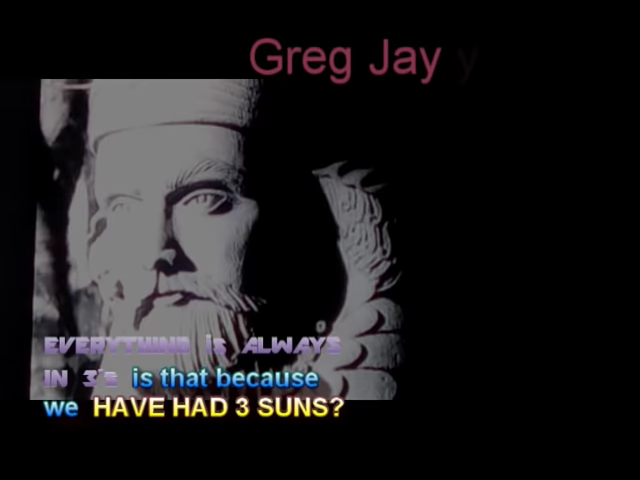 Greg Jay y
EVERYTHING is ALWAYS
IN 3's is that because
we HAVE HAD 3 SUNS?